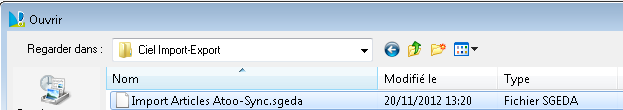 Ouvrir
Regarder dans : Ciel Import-Export
Nom Modifié le Type
Import Articles Atoo-Sync.sgeda 20/11/2012 13:20 Fichier SGEDA